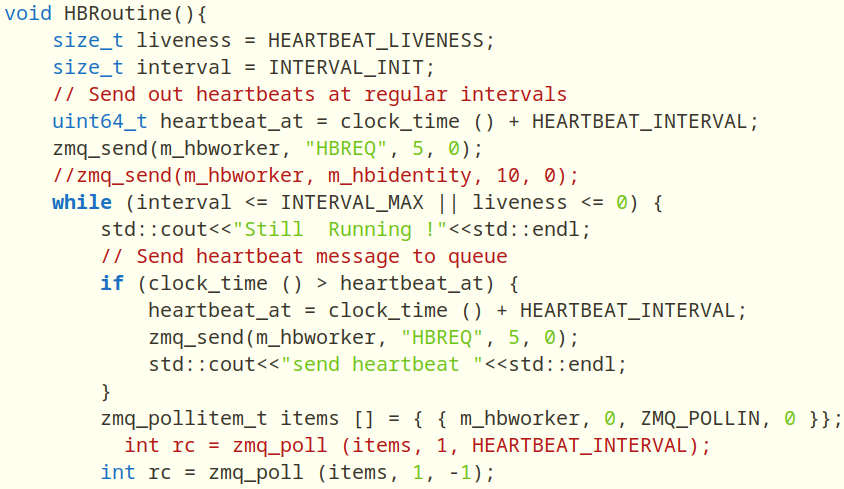 void HBRoutine(){
    size_t liveness = HEARTBEAT_LIVENESS;
    size_t interval = INTERVAL_INIT;
    // Send out heartbeats at regular intervals
    uint64_t heartbeat_at = clock_time () + HEARTBEAT_INTERVAL;
    zmq_send(m_hbworker, "HBREQ", 5, 0);
    //zmq_send(m_hbworker, m_hbidentity, 10, 0);
    while (interval <= INTERVAL_MAX || liveness <= 0) {
        std::cout<<"Still  Running !"<<std::endl;
        // Send heartbeat message to queue
        if (clock_time () > heartbeat_at) {
            heartbeat_at = clock_time () + HEARTBEAT_INTERVAL;
            zmq_send(m_hbworker, "HBREQ", 5, 0);
            std::cout<<"send heartbeat "<<std::endl;
        }
        zmq_pollitem_t items [] = { { m_hbworker, 0, ZMQ_POLLIN, 0 }};
          int rc = zmq_poll (items, 1, HEARTBEAT_INTERVAL);
        int rc = zmq_poll (items, 1, -1);